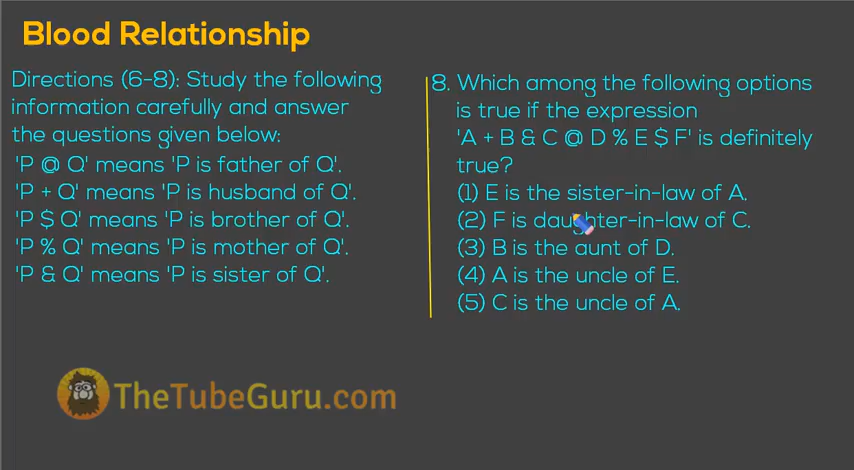 Blood Relationship
Directions (6-8): Study the following
information carefully and answer
the questions given below:
'P @ Q' means 'P is father of Q'.
'P + Q' means 'P is husband of Q'.
'P $ Q' means 'P is brother of Q'.
'P % Q' means 'P is mother of Q'.
'P & Q' means 'P is sister of Q'.
8. Which among the following options
is true if the expression
'A + B & C @ D % E $ F' is definitely
true?
(1) E is the sister-in-law of A.
(2) F is daughter-in-law of C.
(3) B is the aunt of D.
(4) A is the uncle of E.
(5) C is the uncle of A.
TheTubeGuru.com